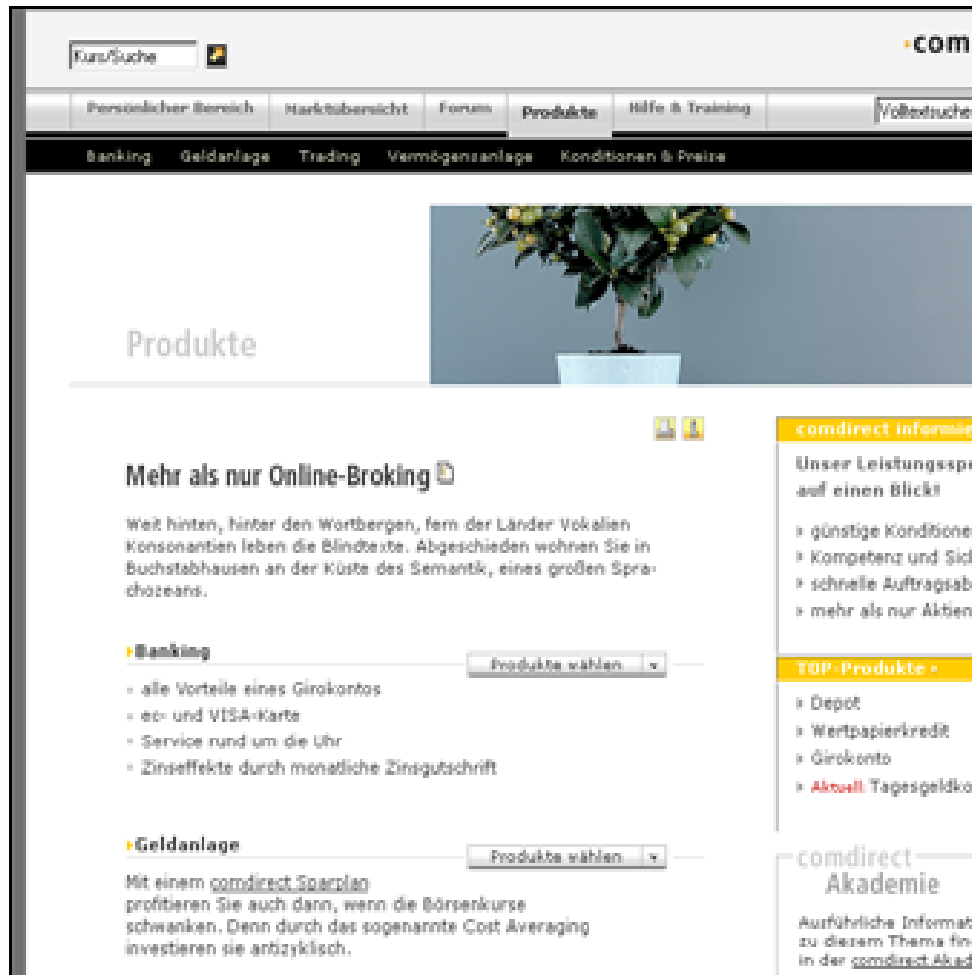 Kurs/Suche
com
Persönlicher Bereich Marktübersicht Forum Produkte Hilfe & Training Volltextsuche
Banking Geldanlage Trading Vermögensanlage Konditionen & Preise
Produkte
comdirect informie
Mehr als nur Online-Broking
Unser Leistungsspe
auf einen Blick!
Weit hinten, hinter den Wortbergen, fern der Länder Vokalien
Konsonantien leben die Blindtexte. Abgeschieden wohnen Sie in
Buchstabhausen an der Küste des Semantik, eines großen Spra-
chozeans.
› günstige Konditione
› Kompetenz und Sich
› schnelle Auftragsab
› mehr als nur Aktien
Banking Produkte wählen
- alle Vorteile eines Girokontos
- ec- und VISA-Karte
- Service rund um die Uhr
- Zinseffekte durch monatliche Zinsgutschrift
TOP-Produkte
› Depot
› Wertpapierkredit
› Girokonto
› Aktuell: Tagesgeldko
Geldanlage Produkte wählen
Mit einem comdirect Sparplan
profitieren Sie auch dann, wenn die Börsenkurse
schwanken. Denn durch das sogenannte Cost Averaging
investieren sie antizyklisch.
comdirect
Akademie
Ausführliche Informat
zu diesem Thema fin
in der comdirect Akad